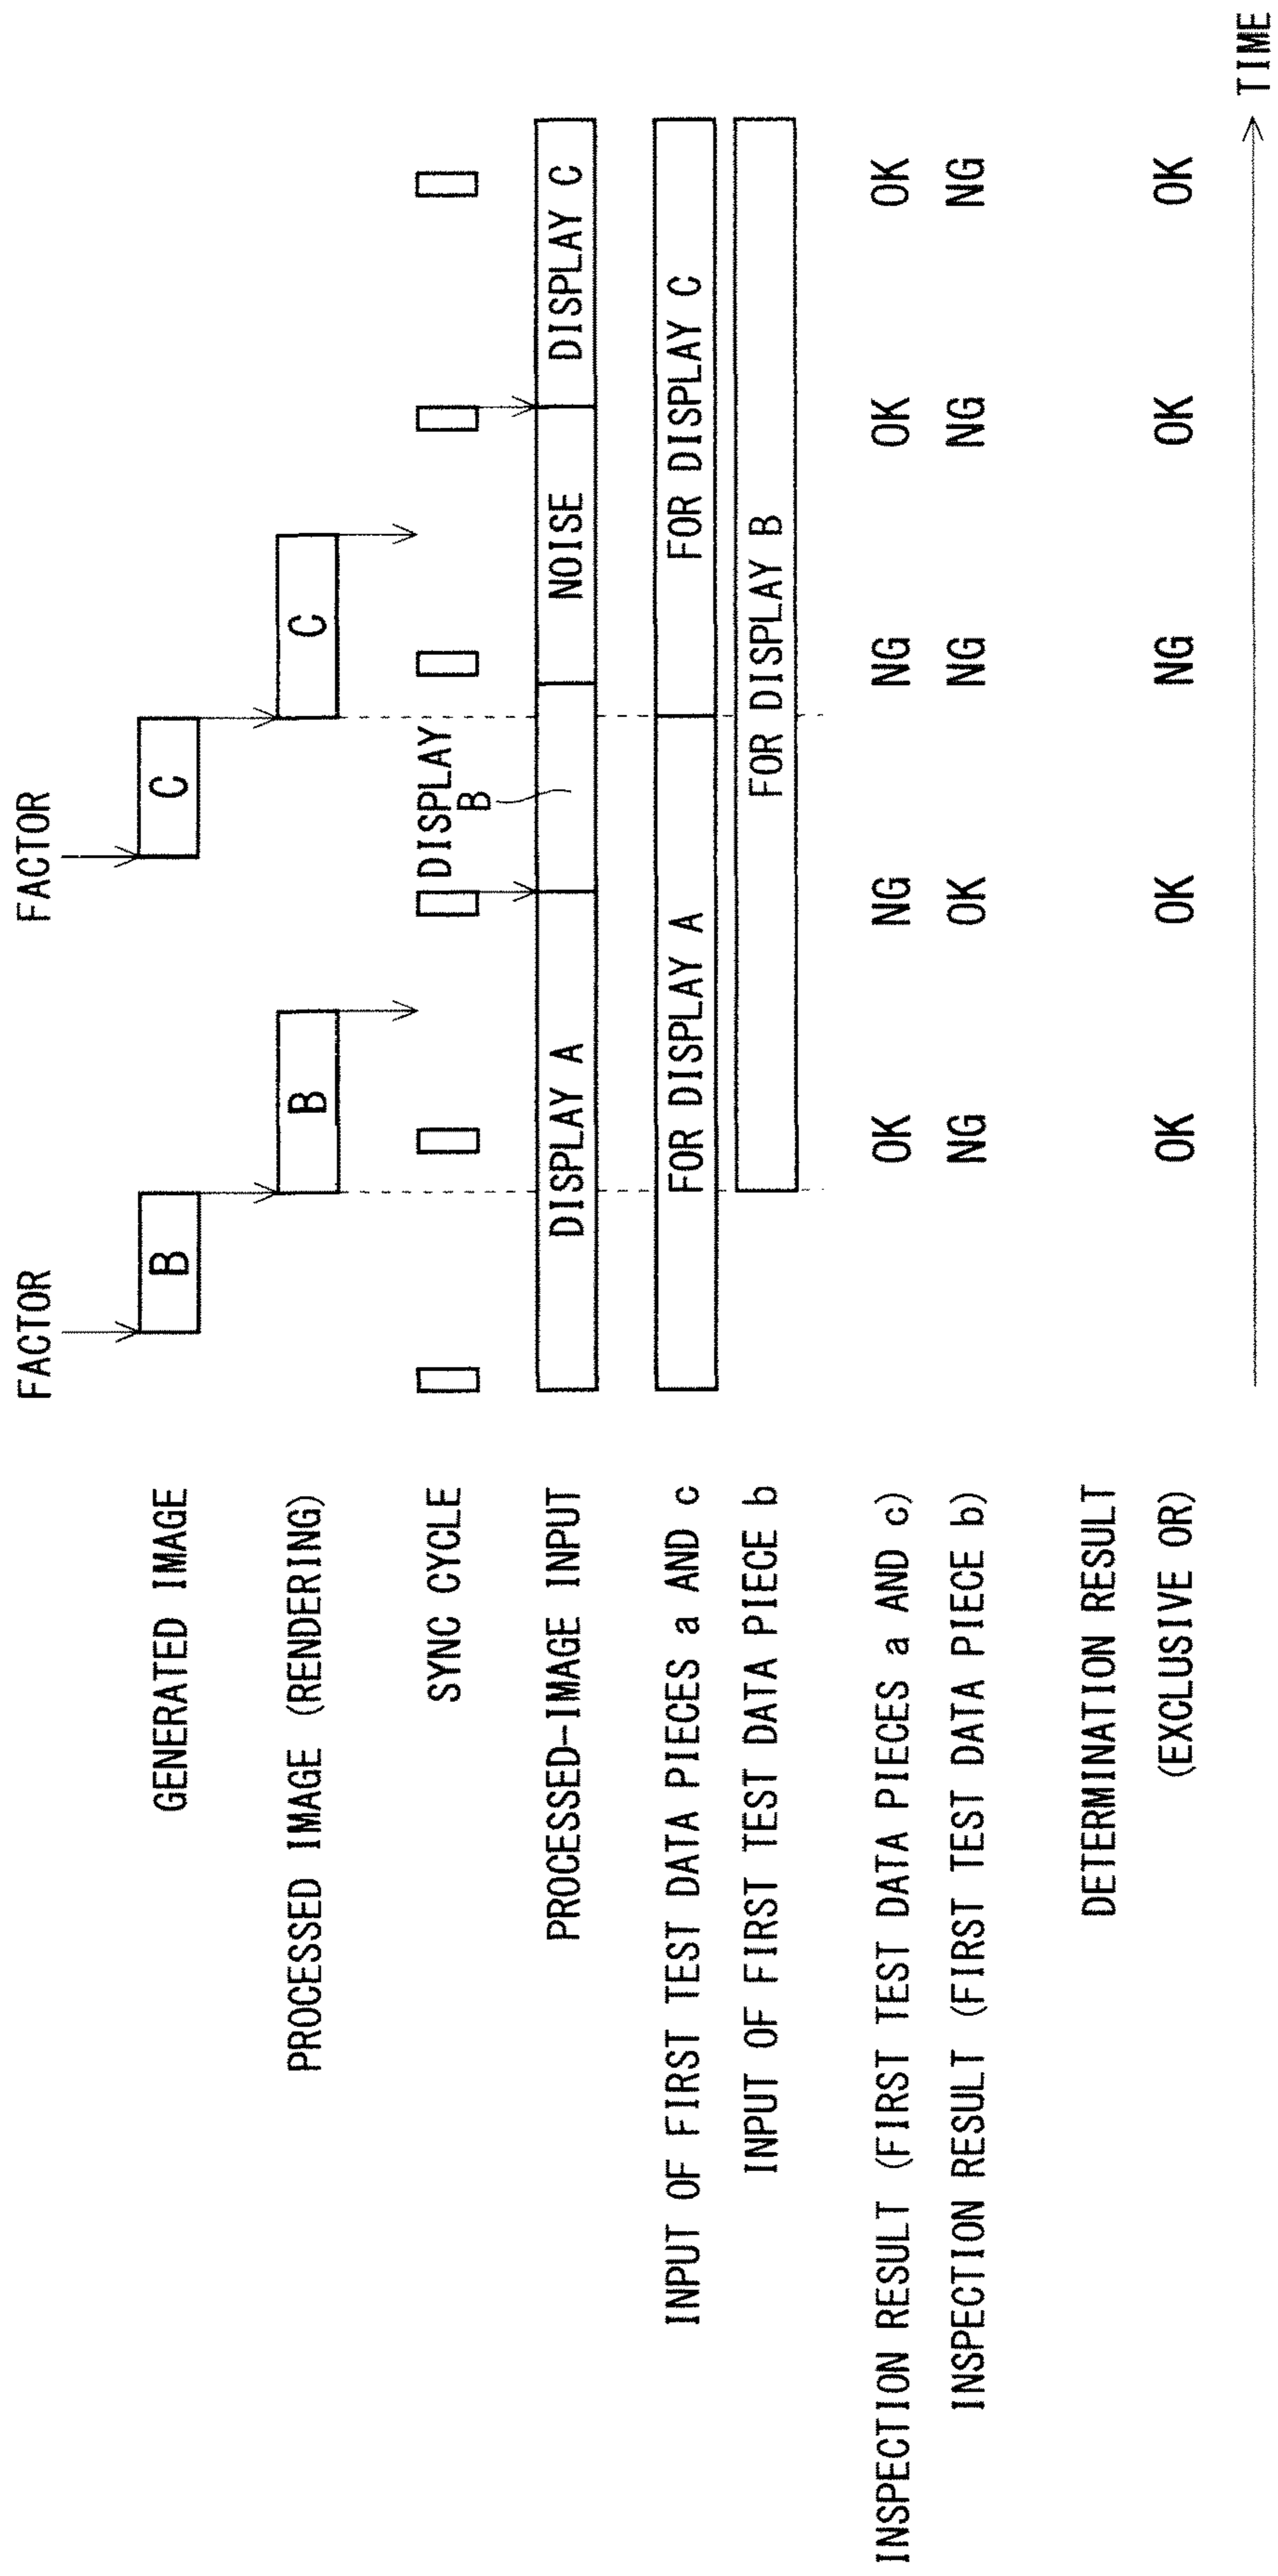 FACTOR
FACTOR
GENERATED IMAGE
B
C
PROCESSED IMAGE (RENDERING)
B
C
SYNC CYCLE
DISPLAY
B
PROCESSED-IMAGE INPUT
DISPLAY A
NOISE
DISPLAY C
INPUT OF FIRST TEST DATA PIECES a AND c
FOR DISPLAY A
FOR DISPLAY C
INPUT OF FIRST TEST DATA PIECE b
FOR DISPLAY B
INSPECTION RESULT (FIRST TEST DATA PIECES a AND c)
OK
NG
NG
OK
OK
INSPECTION RESULT (FIRST TEST DATA PIECE b)
NG
OK
NG
NG
NG
DETERMINATION RESULT
(EXCLUSIVE OR)
OK
OK
NG
OK
OK
TIME